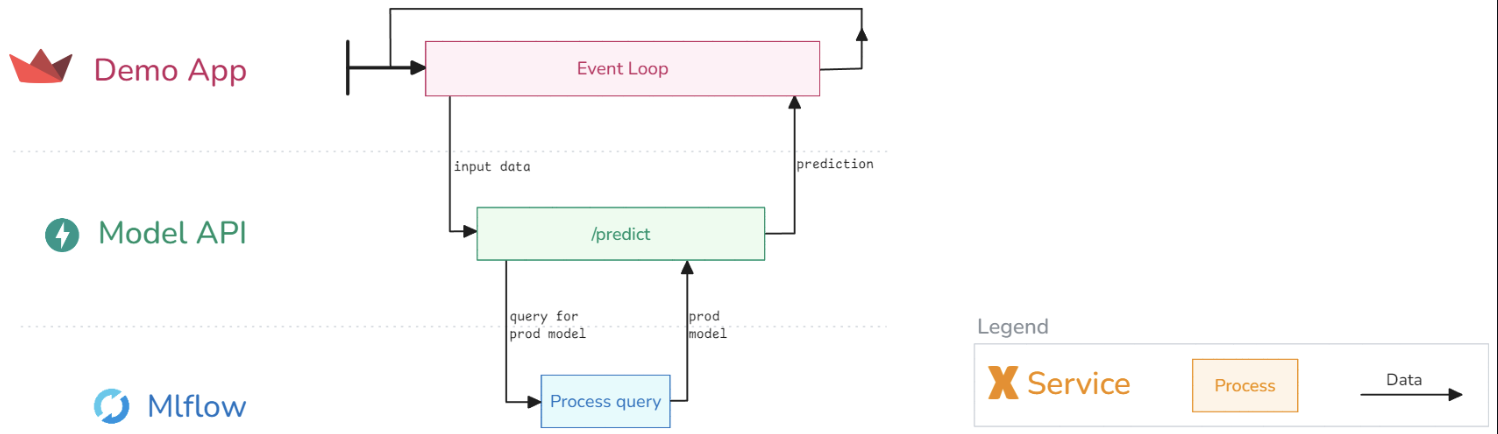 Demo App
Event Loop
input data
prediction
Model API
/predict
query for
prod model
prod
model
Mlflow
Process query
Legend
Service
Process
Data